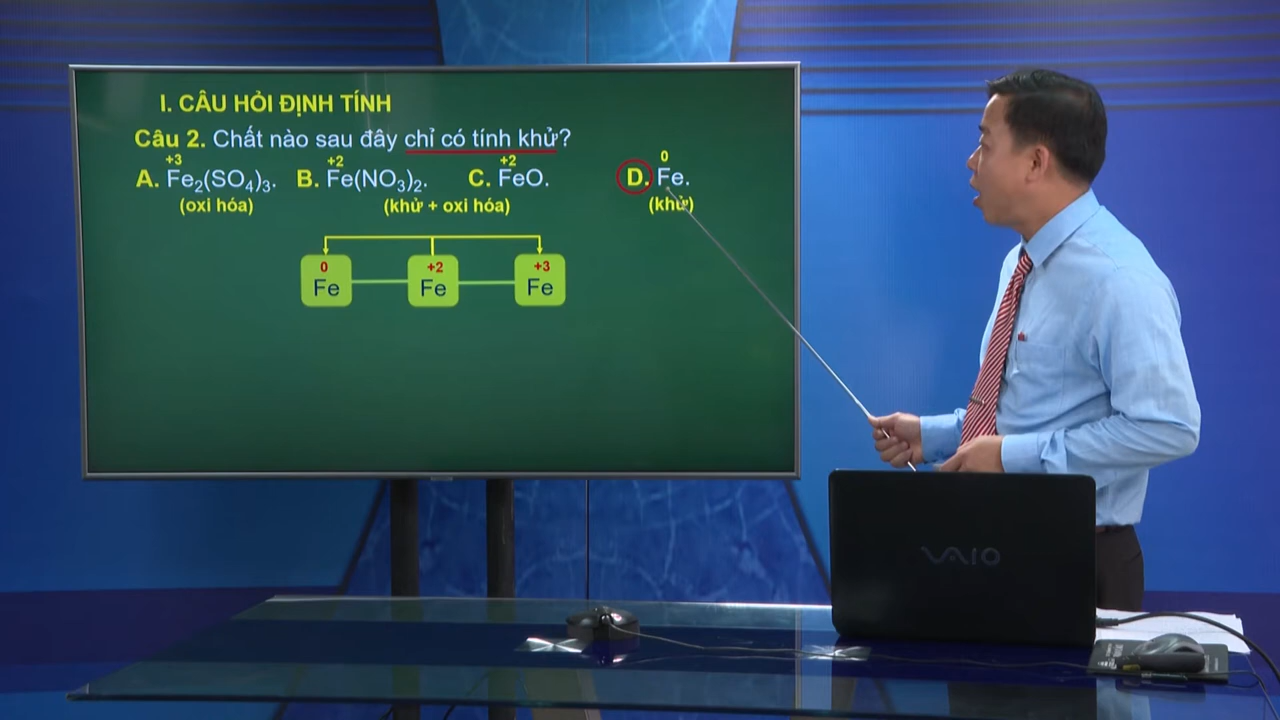 I. CÂU HỎI ĐỊNH TÍNH
Câu 2. Chất nào sau đây chỉ có tính khử?
+3 +2 +2 0
A. Fe₂(SO₄)₃. B. Fe(NO₃)₂. C. FeO. D. Fe.
(oxi hóa) (khử + oxi hóa) (khử)
0 +2 +3
Fe Fe Fe
VAIO